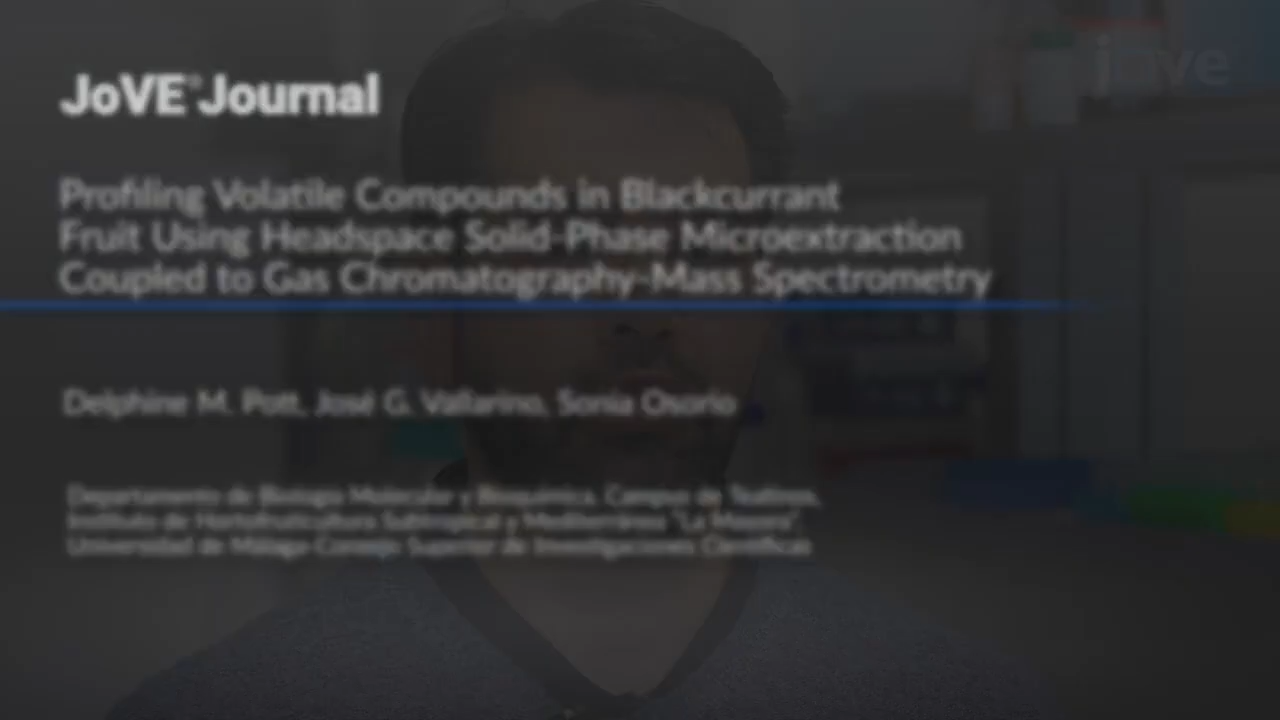 jove
JoVE Journal
Profiling Volatile Compounds in Blackcurrant
Fruit Using Headspace Solid-Phase Microextraction
Coupled to Gas Chromatography-Mass Spectrometry
Delphine M. Pott, José G. Vallarino, Sonia Osorio
Departamento de Biología Molecular y Bioquímica, Campus de Teatinos,
Instituto de Hortofruticultura Subtropical y Mediterránea "La Mayora",
Universidad de Málaga-Consejo Superior de Investigaciones Científicas